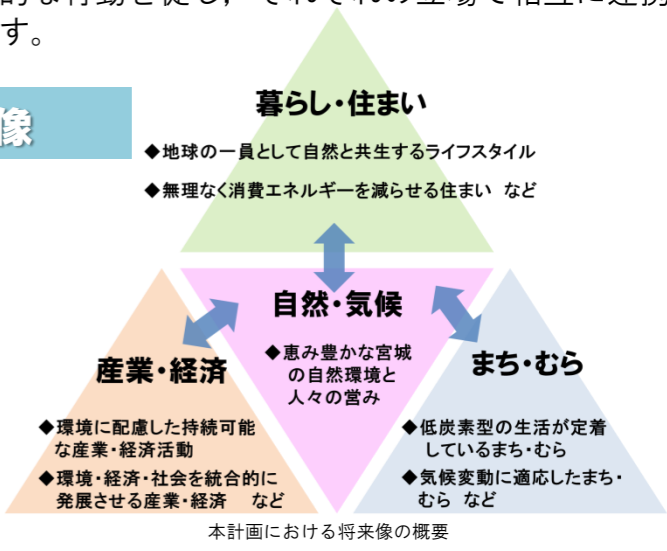 的な行動を促し，それぞれの立場で相互に連携
す。
像
暮らし・住まい
◆地球の一員として自然と共生するライフスタイル
◆無理なく消費エネルギーを減らせる住まい など
自然・気候
◆恵み豊かな宮城
の自然環境と
人々の営み
産業・経済
◆環境に配慮した持続可能
な産業・経済活動
◆環境・経済・社会を統合的に
発展させる産業・経済 など
まち・むら
◆低炭素型の生活が定着
しているまち・むら
◆気候変動に適応したまち・
むら など
本計画における将来像の概要